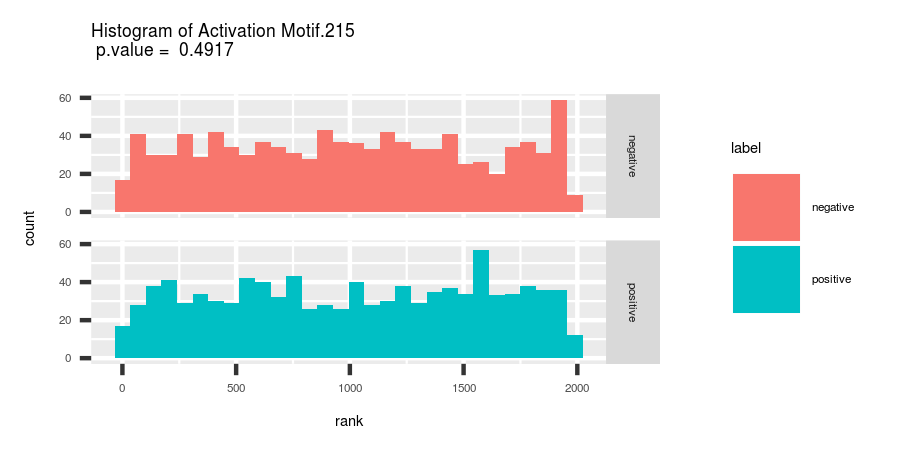 Histogram of Activation Motif.215
p.value =  0.4917
count
60
40
20
0
negative
60
40
20
0
positive
0 500 1000 1500 2000
rank
label
negative
positive